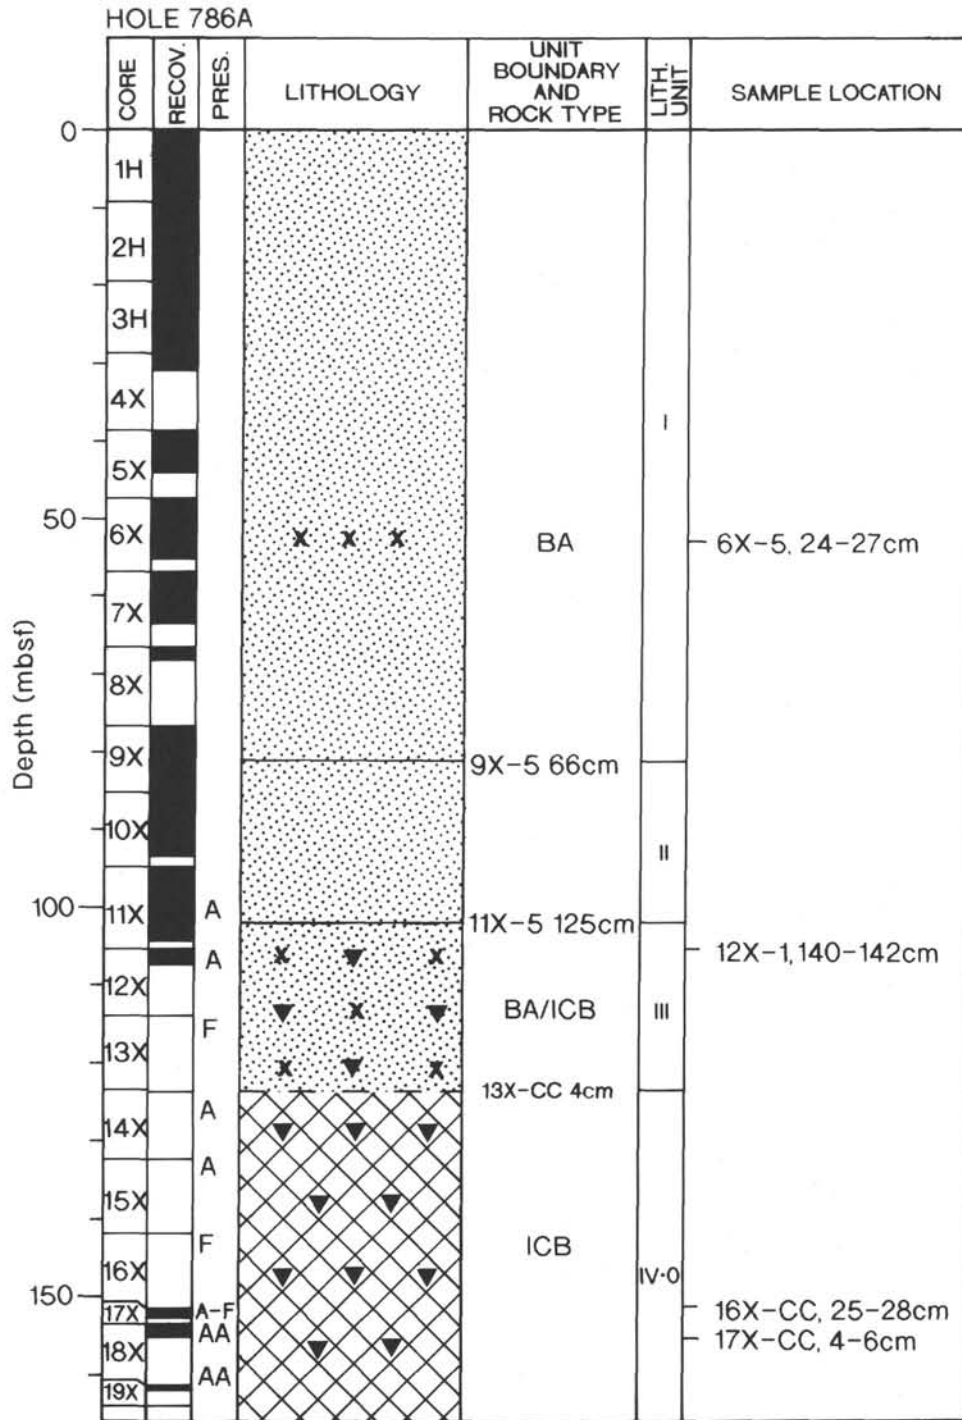 HOLE 786A
CORE
RECOV.
PRES.
LITHOLOGY
UNIT
BOUNDARY
AND
ROCK TYPE
LITH.
UNIT
SAMPLE LOCATION
Depth (mbsf)
0
1H
2H
3H
4X
I
5X
50
6X
BA
6X-5, 24-27cm
7X
8X
9X
9X-5 66cm
10X
II
100
11X
A
11X-5 125cm
A
12X-1, 140-142cm
12X
BA/ICB
III
F
13X
13X-CC 4cm
A
14X
A
15X
F
ICB
16X
IV·0
150
17X
A-F
16X-CC, 25-28cm
AA
17X-CC, 4-6cm
18X
AA
19X